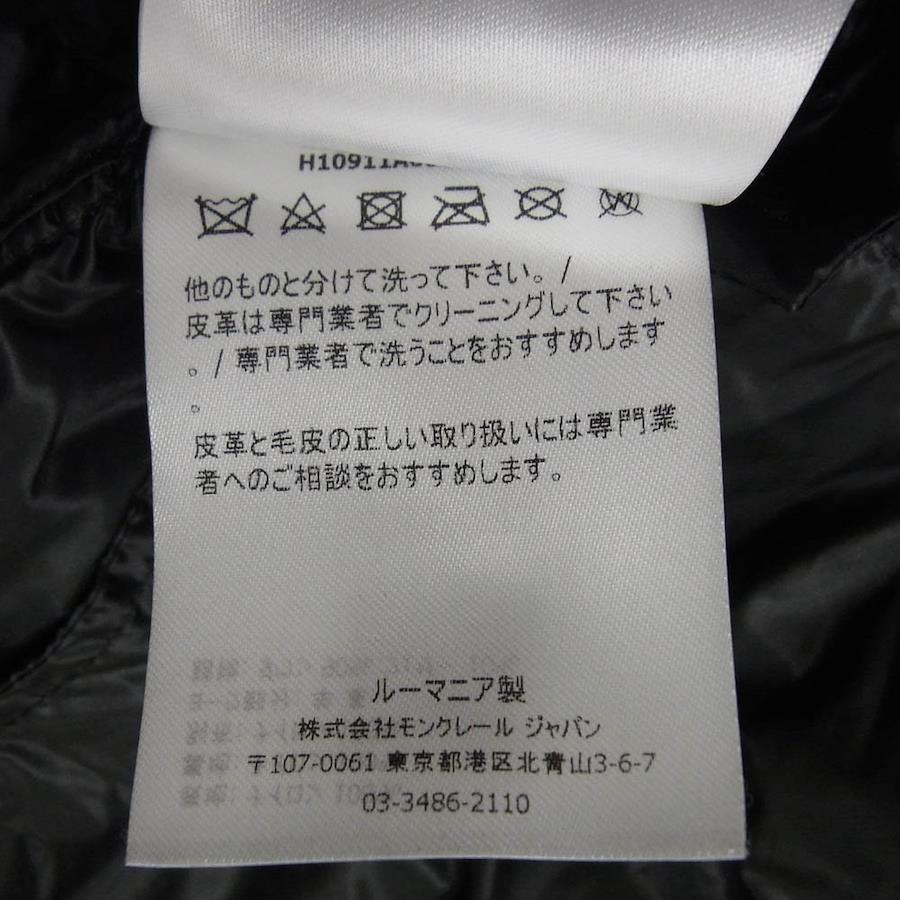 他のものと分けて洗って下さい。/
皮革は専門業者でクリーニングして下さい
。/ 専門業者で洗うことをおすすめします
。
皮革と毛皮の正しい取り扱いには専門業
者へのご相談をおすすめします。
ルーマニア製
株式会社モンクレール ジャパン
〒107-0061 東京都港区北青山3-6-7
03-3486-2110